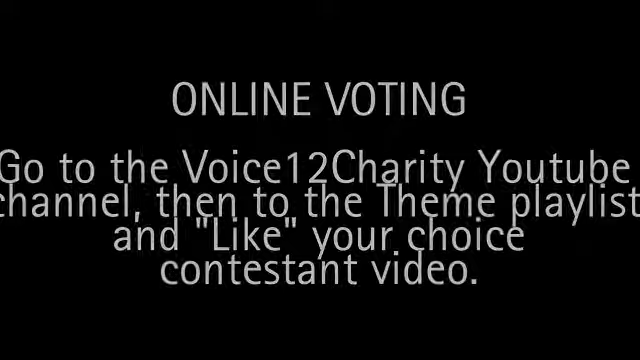 ONLINE VOTING
Go to the Voice12Charity Youtube
channel, then to the Theme playlist
and "Like" your choice
contestant video.